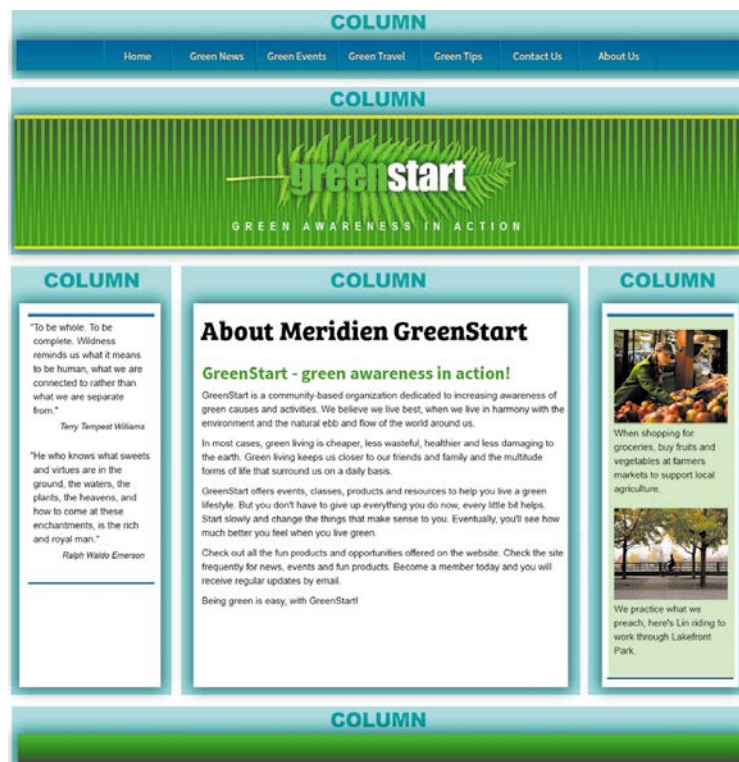 COLUMN
Home Green News Green Events Green Travel Green Tips Contact Us About Us
COLUMN
greenstart
GREEN AWARENESS IN ACTION
COLUMN
"To be whole. To be
complete. Wildness
reminds us what it means
to be human, what we are
connected to rather than
what we are separate
from."
Terry Tempest Williams
"He who knows what sweets
and virtues are in the
ground, the waters, the
plants, the heavens, and
how to come at these
enchantments, is the rich
and royal man."
Ralph Waldo Emerson
COLUMN
About Meridien GreenStart
GreenStart - green awareness in action!
GreenStart is a community-based organization dedicated to increasing awareness of
green causes and activities. We believe we live best, when we live in harmony with the
environment and the natural ebb and flow of the world around us.
In most cases, green living is cheaper, less wasteful, healthier and less damaging to
the earth. Green living keeps us closer to our friends and family and the multitude
forms of life that surround us on a daily basis.
GreenStart offers events, classes, products and resources to help you live a green
lifestyle. But you don't have to give up everything you do now, every little bit helps.
Start slowly and change the things that make sense to you. Eventually, you'll see how
much better you feel when you live green.
Check out all the fun products and opportunities offered on the website. Check the site
frequently for news, events and fun products. Become a member today and you will
receive regular updates by email.
Being green is easy, with GreenStart!
COLUMN
When shopping for
groceries, buy fruits and
vegetables at farmers
markets to support local
agriculture.
We practice what we
preach, here's Lin riding to
work through Lakefront
Park.
COLUMN